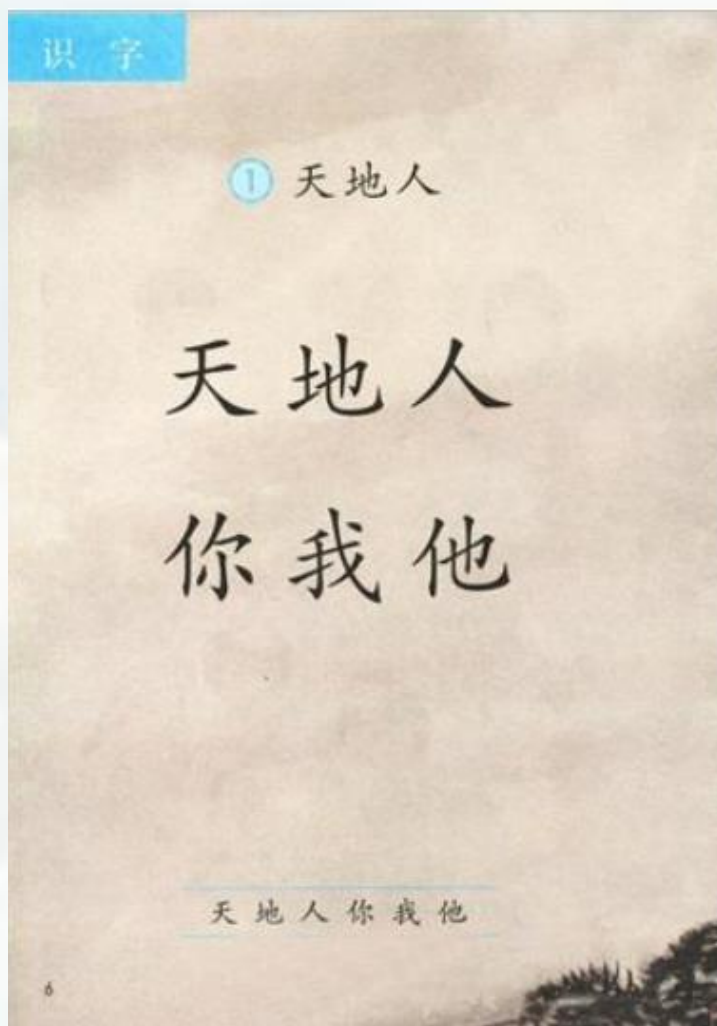 识 字
1 天地人
天 地 人
你 我 他
天 地 人 你 我 他
6